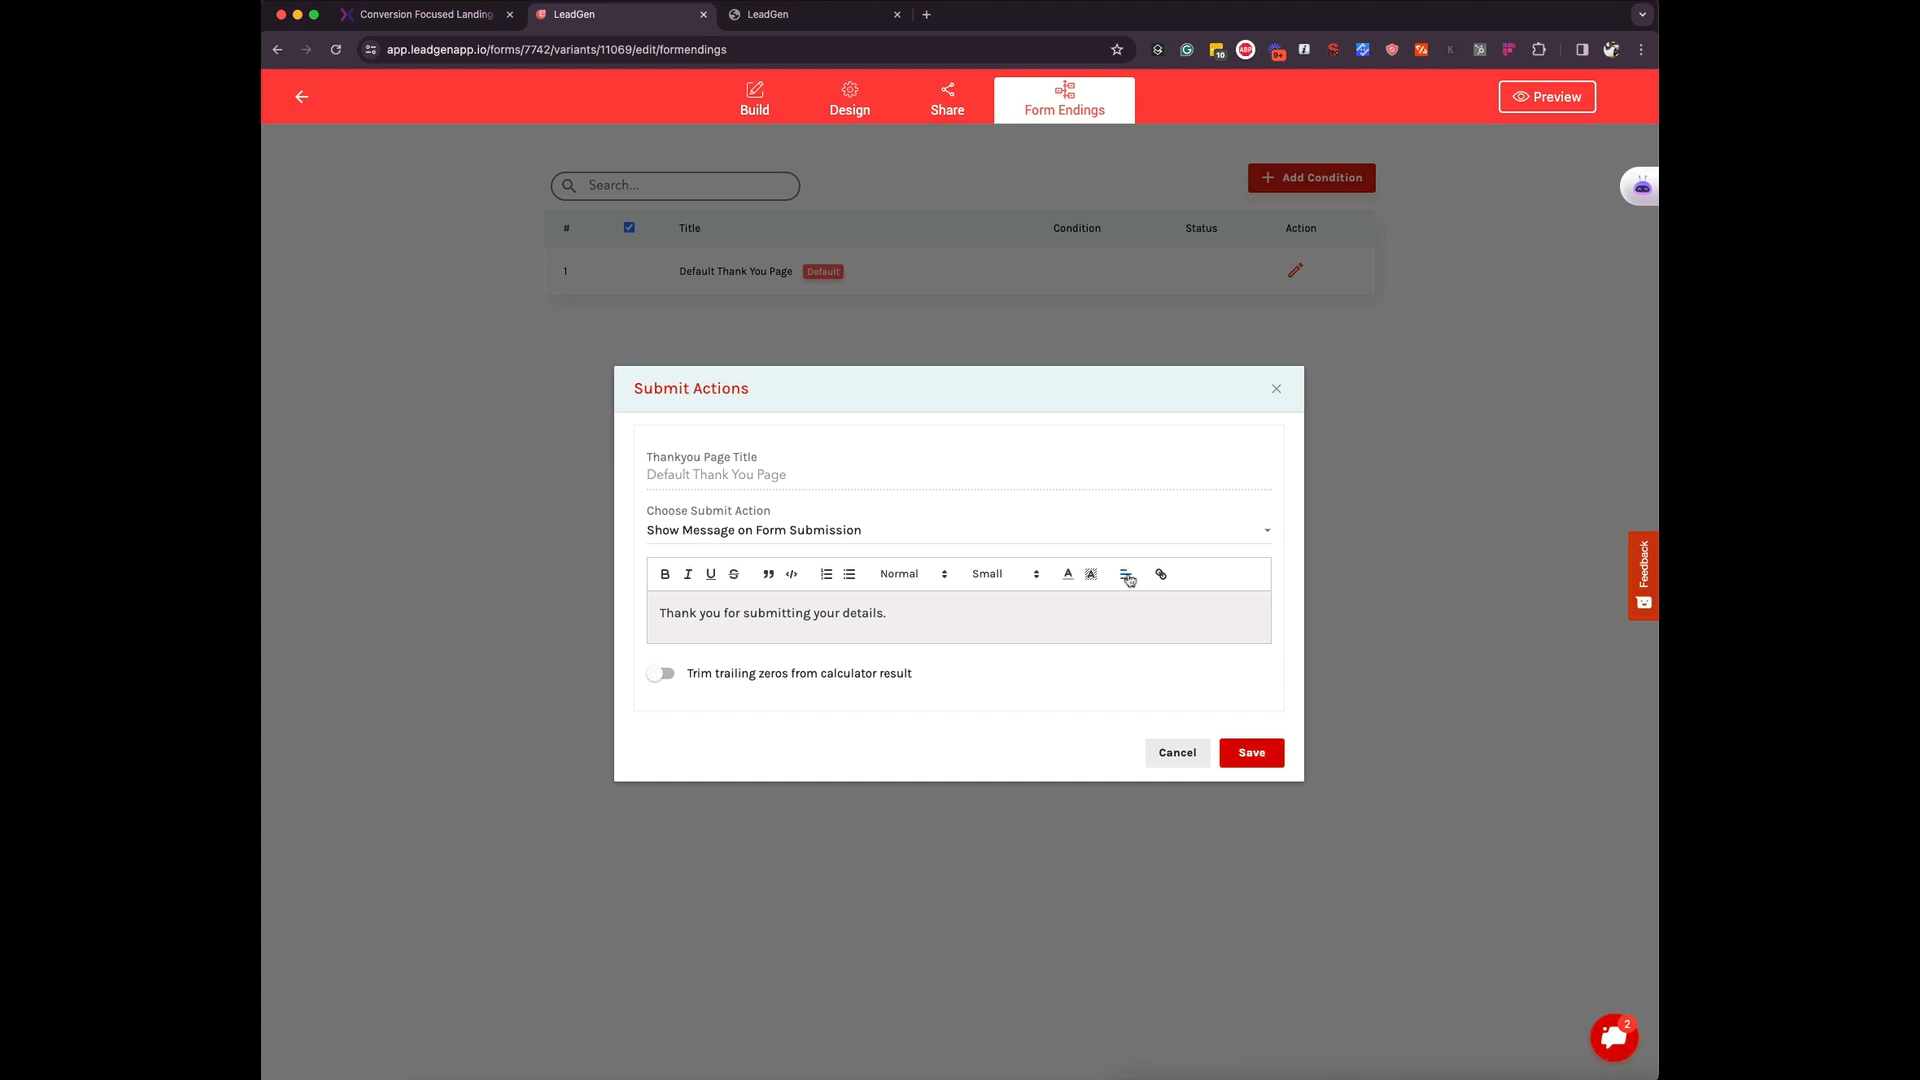 Conversion Focused Landing
LeadGen
LeadGen
app.leadgenapp.io/forms/7742/variants/11069/edit/formendings
10
ABP
9+
Build
Design
Share
Form Endings
Preview
Search...
Add Condition
#
Title
Condition
Status
Action
1
Default Thank You Page
Default
Submit Actions
Thankyou Page Title
Default Thank You Page
Choose Submit Action
Show Message on Form Submission
B I U S
Normal
Small
A
A
Thank you for submitting your details.
Trim trailing zeros from calculator result
Cancel
Save
Feedback
2